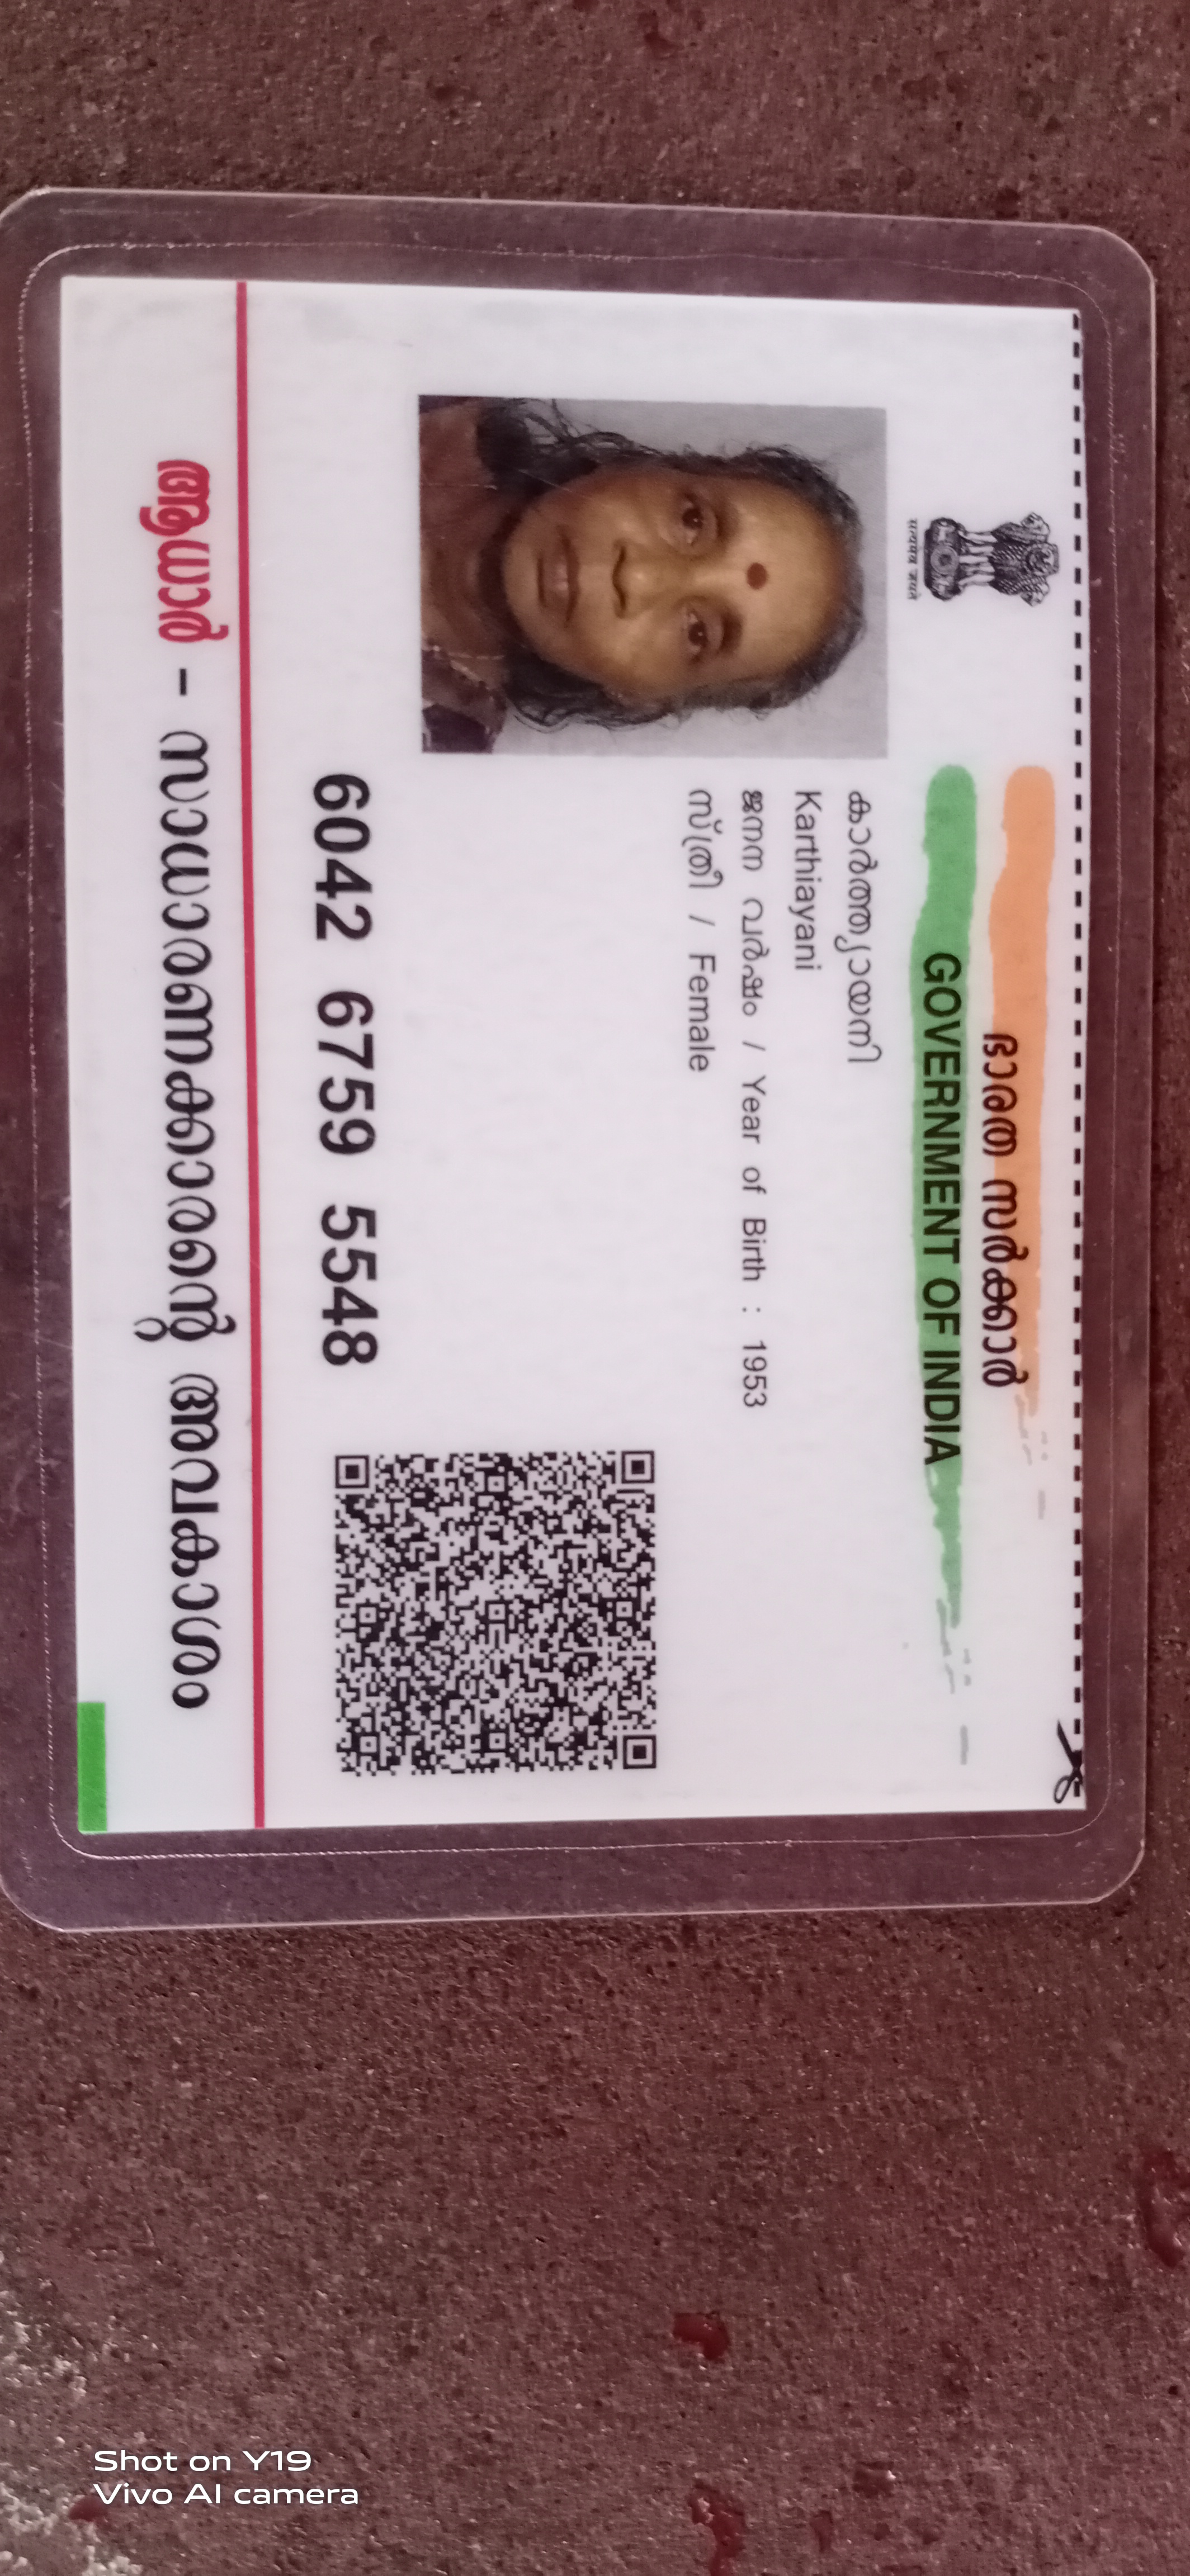 ഭാരത സർക്കാർ
GOVERNMENT OF INDIA
सत्यमेव जयते
കാർത്ത്യായനി
Karthiayani
ജനന വർഷം / Year of Birth : 1953
സ്ത്രീ / Female
6042 6759 5548
ആധാർ - സാധാരണക്കാരന്റെ അവകാശം
Shot on Y19
Vivo AI camera